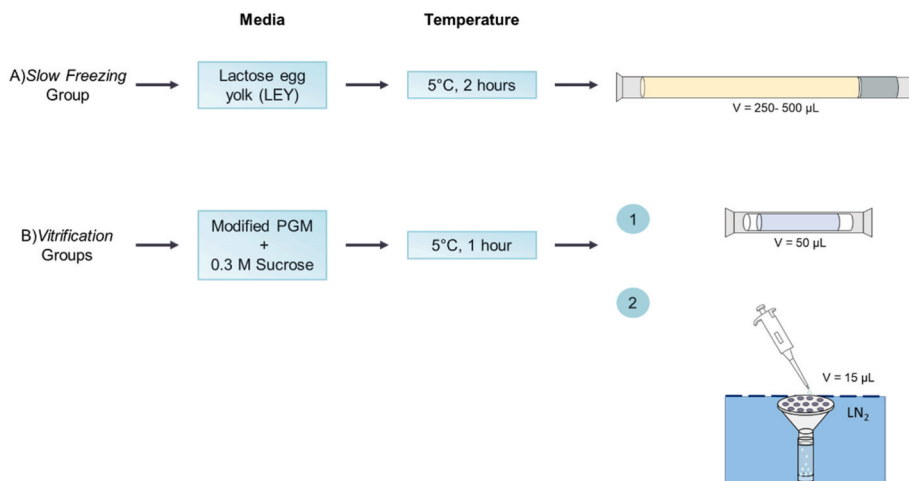 Media
Temperature
A)Slow Freezing
Group
Lactose egg
yolk (LEY)
5°C, 2 hours
V = 250- 500 µL
B)Vitrification
Groups
Modified PGM
+
0.3 M Sucrose
5°C, 1 hour
1
V = 50 µL
2
V = 15 µL
LN₂